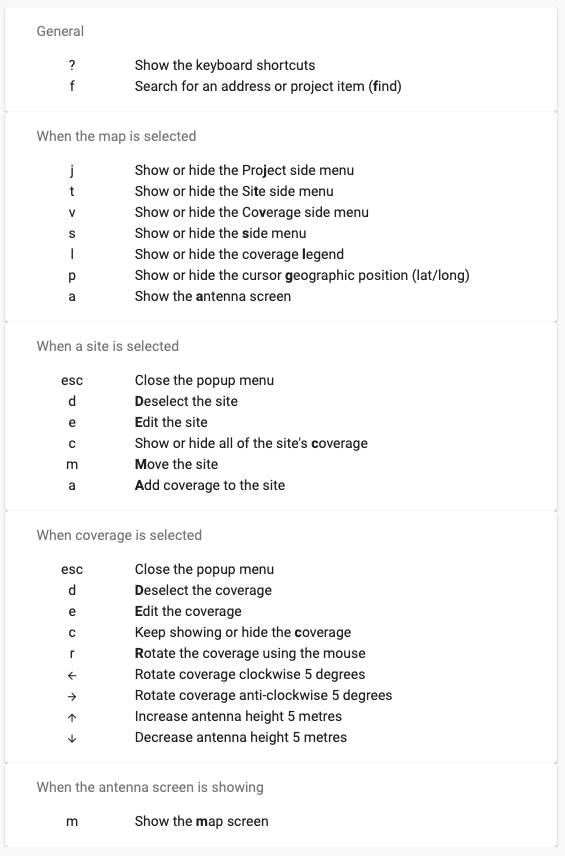 General
? Show the keyboard shortcuts
f Search for an address or project item (find)
When the map is selected
j Show or hide the Project side menu
t Show or hide the Site side menu
v Show or hide the Coverage side menu
s Show or hide the side menu
l Show or hide the coverage legend
p Show or hide the cursor geographic position (lat/long)
a Show the antenna screen
When a site is selected
esc Close the popup menu
d Deselect the site
e Edit the site
c Show or hide all of the site's coverage
m Move the site
a Add coverage to the site
When coverage is selected
esc Close the popup menu
d Deselect the coverage
e Edit the coverage
c Keep showing or hide the coverage
r Rotate the coverage using the mouse
← Rotate coverage clockwise 5 degrees
→ Rotate coverage anti-clockwise 5 degrees
↑ Increase antenna height 5 metres
↓ Decrease antenna height 5 metres
When the antenna screen is showing
m Show the map screen